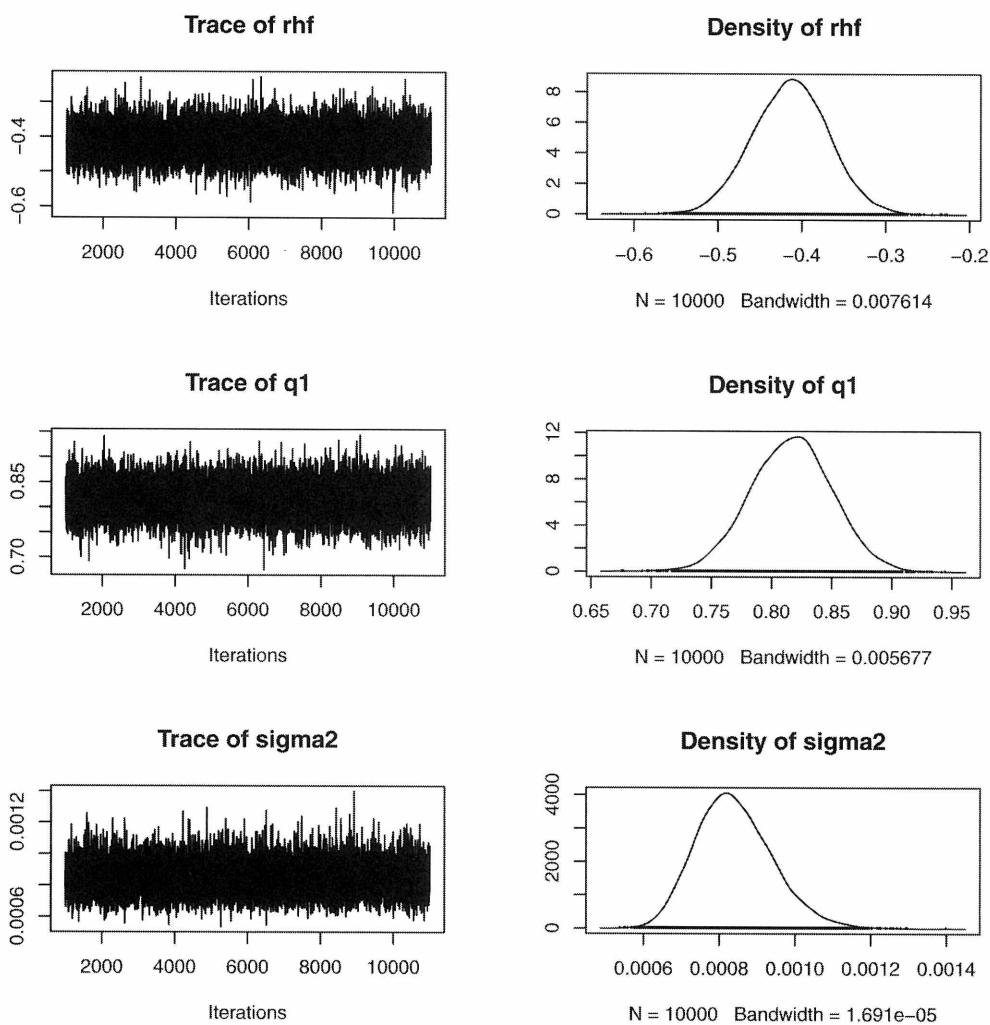 Trace of rhf
Density of rhf
−0.4
−0.6
2000 4000 6000 8000 10000
Iterations
8
6
4
2
0
−0.6 −0.5 −0.4 −0.3 −0.2
N = 10000 Bandwidth = 0.007614
Trace of q1
Density of q1
0.85
0.70
2000 4000 6000 8000 10000
Iterations
12
8
4
0
0.65 0.70 0.75 0.80 0.85 0.90 0.95
N = 10000 Bandwidth = 0.005677
Trace of sigma2
Density of sigma2
0.0012
0.0006
2000 4000 6000 8000 10000
Iterations
4000
2000
0
0.0006 0.0008 0.0010 0.0012 0.0014
N = 10000 Bandwidth = 1.691e−05